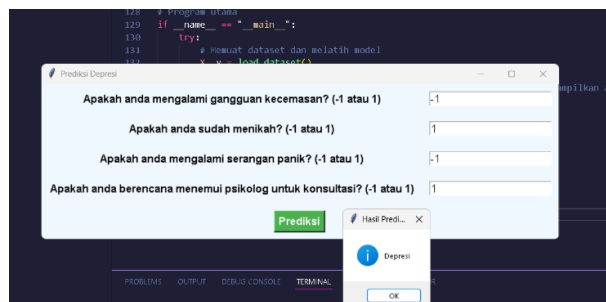 128 # Program utama
129 if __name__ == "__main__":
130 try:
131 # Memuat dataset dan melatih model
132 X, y = load_dataset()
Prediksi Depresi
ampilkan
Apakah anda mengalami gangguan kecemasan? (-1 atau 1) -1
Apakah anda sudah menikah? (-1 atau 1) 1
Apakah anda mengalami serangan panik? (-1 atau 1) -1
Apakah anda berencana menemui psikolog untuk konsultasi? (-1 atau 1) 1
Prediksi
Hasil Predi...
Depresi
OK
PROBLEMS OUTPUT DEBUG CONSOLE TERMINAL R